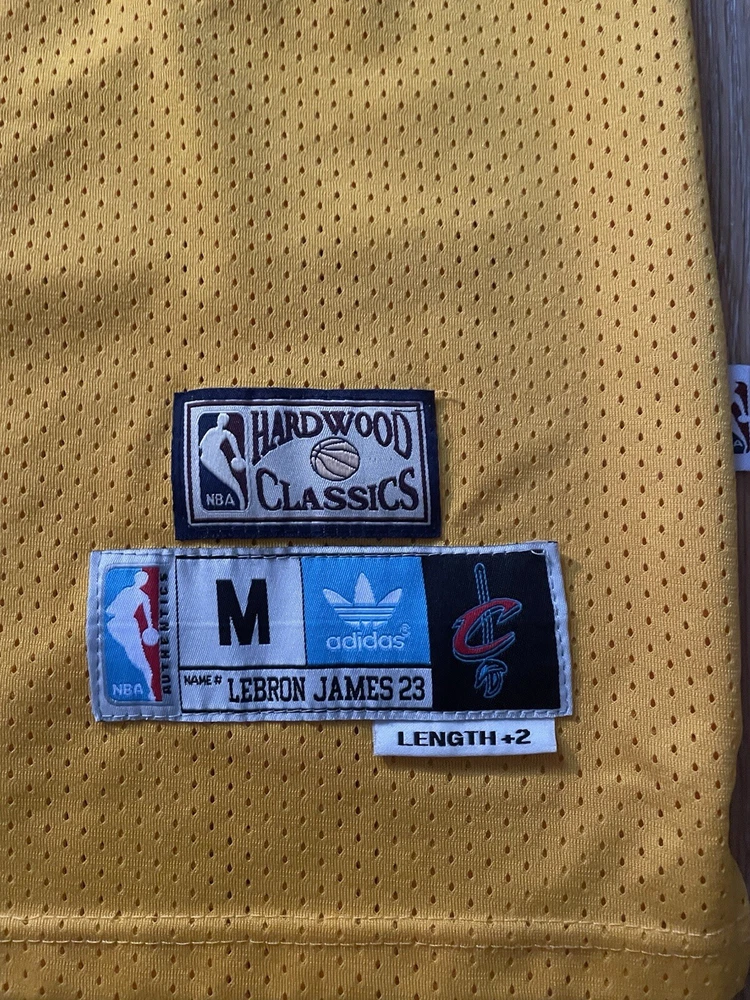 HARDWOOD
NBA
CLASSICS
NBA
AUTHENTICS
M
adidas®
NAME # LEBRON JAMES 23
C
LENGTH +2